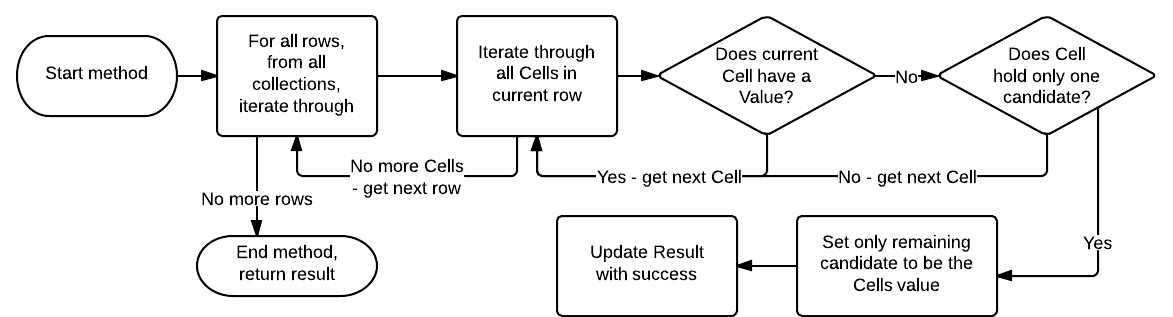 Start method
For all rows,
from all
collections,
iterate through
Iterate through
all Cells in
current row
Does current
Cell have a
Value?
No
Does Cell
hold only one
candidate?
No more Cells
- get next row
Yes - get next Cell
No - get next Cell
No more rows
End method,
return result
Update Result
with success
Set only remaining
candidate to be the
Cells value
Yes